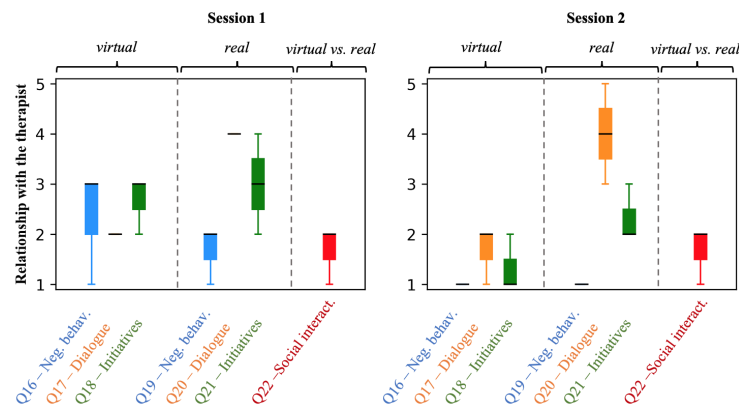 Session 1
Session 2
virtual
real
virtual vs. real
virtual
real
virtual vs. real
Relationship with the therapist
5
4
3
2
1
5
4
3
2
1
Q16 – Neg. behav.
Q17 – Dialogue
Q18 – Initiatives
Q19 – Neg. behav.
Q20 – Dialogue
Q21 – Initiatives
Q22 –Social interact.
Q16 – Neg. behav.
Q17 – Dialogue
Q18 – Initiatives
Q19 – Neg. behav.
Q20 – Dialogue
Q21 – Initiatives
Q22 –Social interact.